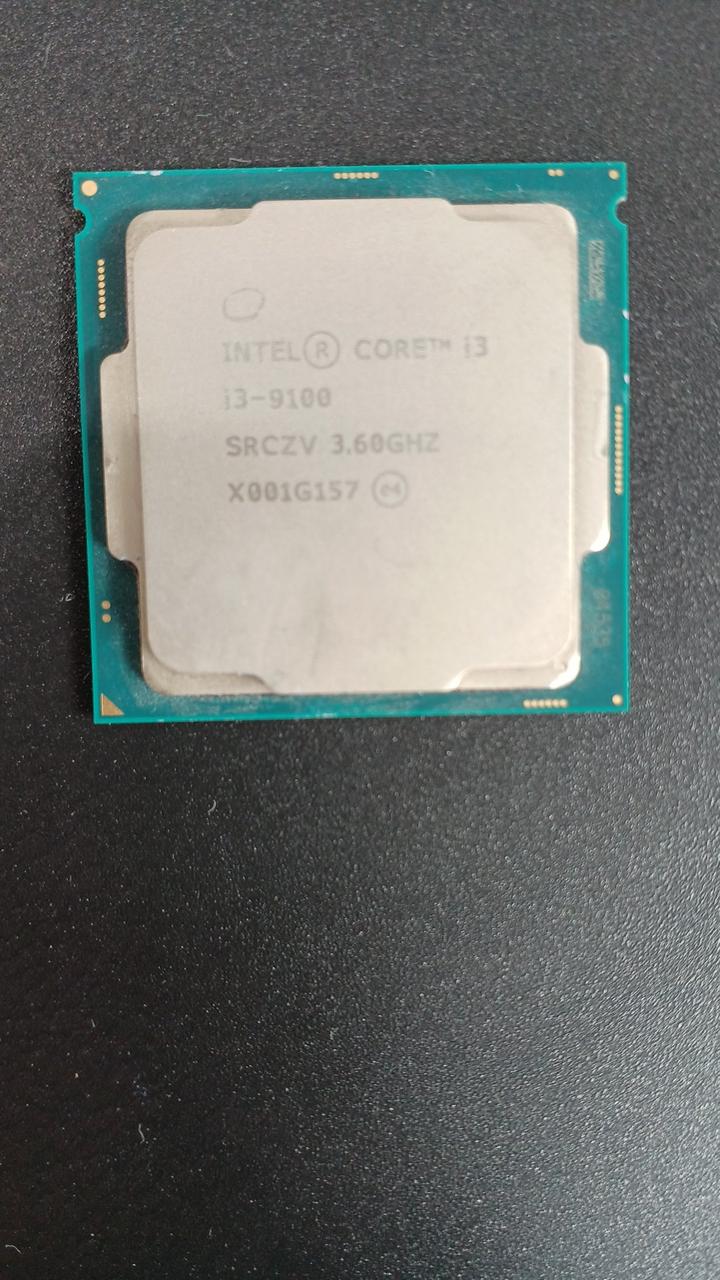 INTEL® CORE™ i3
i3-9100
SRCZV 3.60GHZ
X001G157 e4